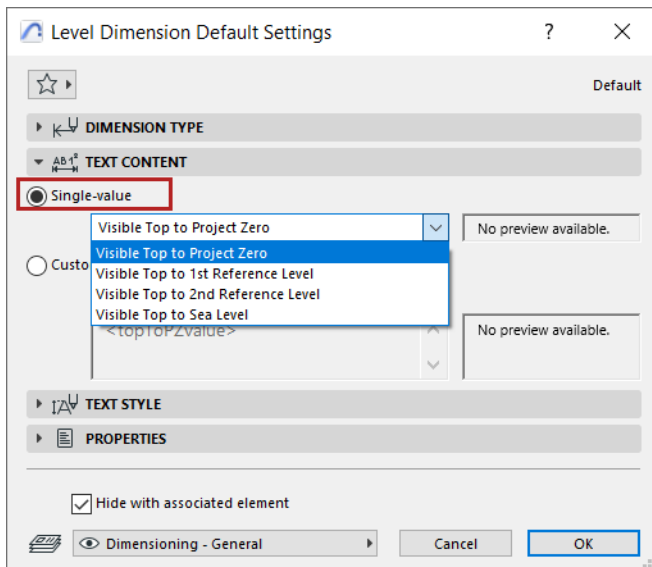 Level Dimension Default Settings
?
Default
DIMENSION TYPE
AB1² TEXT CONTENT
Single-value
Visible Top to Project Zero
No preview available.
Visible Top to Project Zero
Visible Top to 1st Reference Level
Custo
Visible Top to 2nd Reference Level
Visible Top to Sea Level
<topToPZvalue>
No preview available.
TEXT STYLE
PROPERTIES
Hide with associated element
Dimensioning - General
Cancel
OK